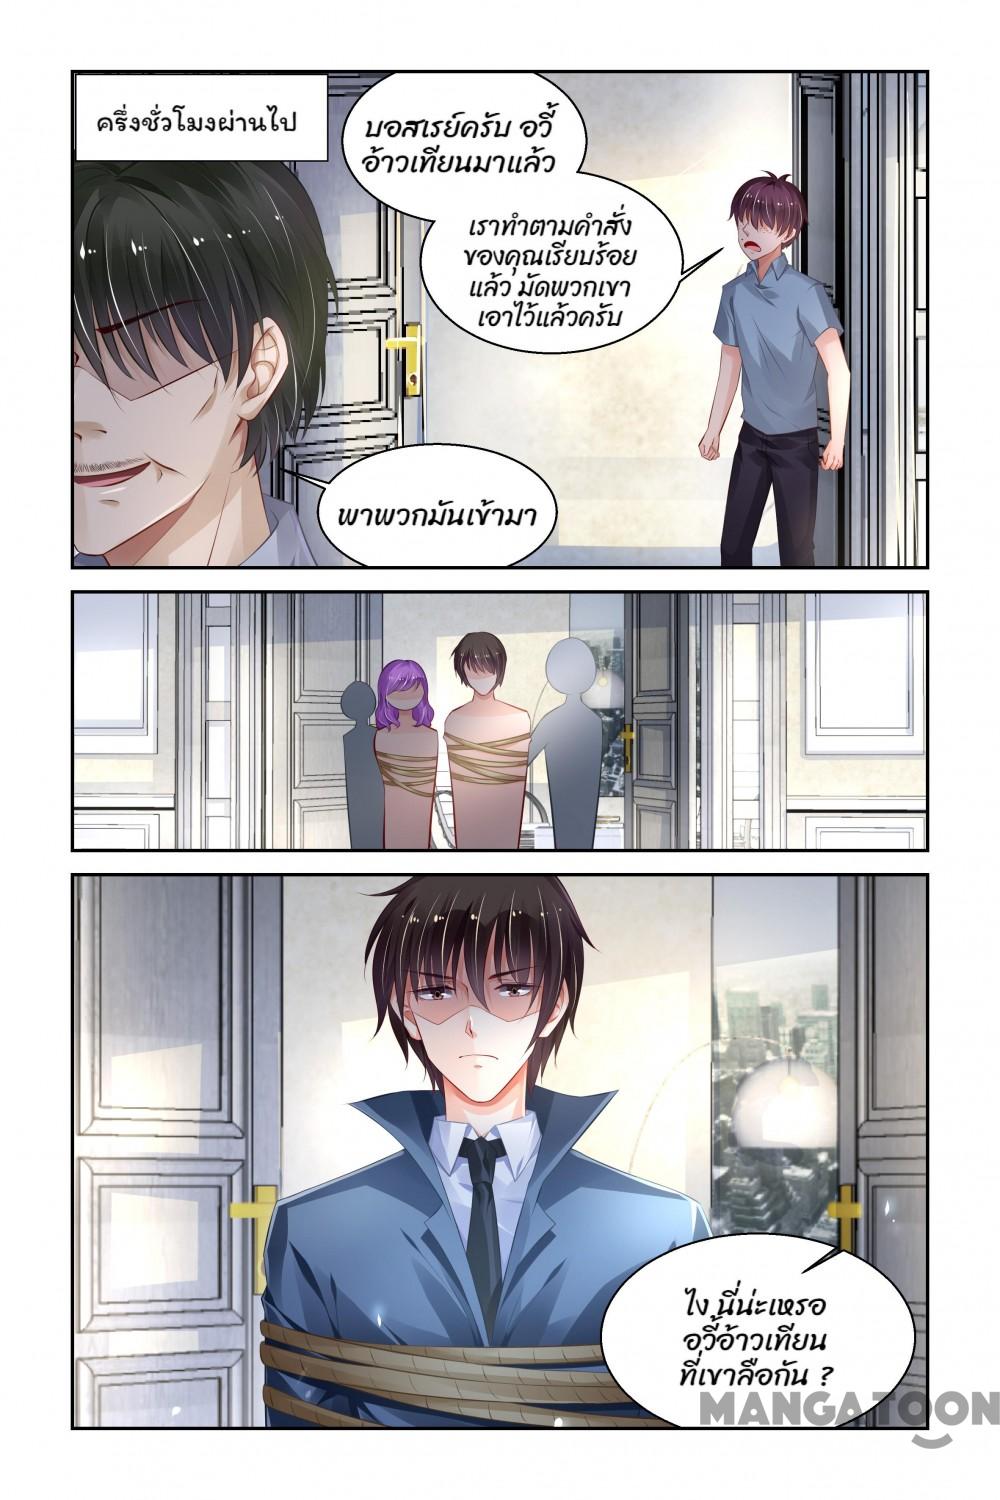 ครึ่งชั่วโมงผ่านไป
บอสเรย์ครับ อวี้
อ้าวเทียนมาแล้ว
เราทำตามคำสั่ง
ของคุณเรียบร้อย
แล้ว มัดพวกเขา
เอาไว้แล้วครับ
พาพวกมันเข้ามา
ไง นี่น่ะเหรอ
อวี้อ้าวเทียน
ที่เขาลือกัน ?
MANGATOON